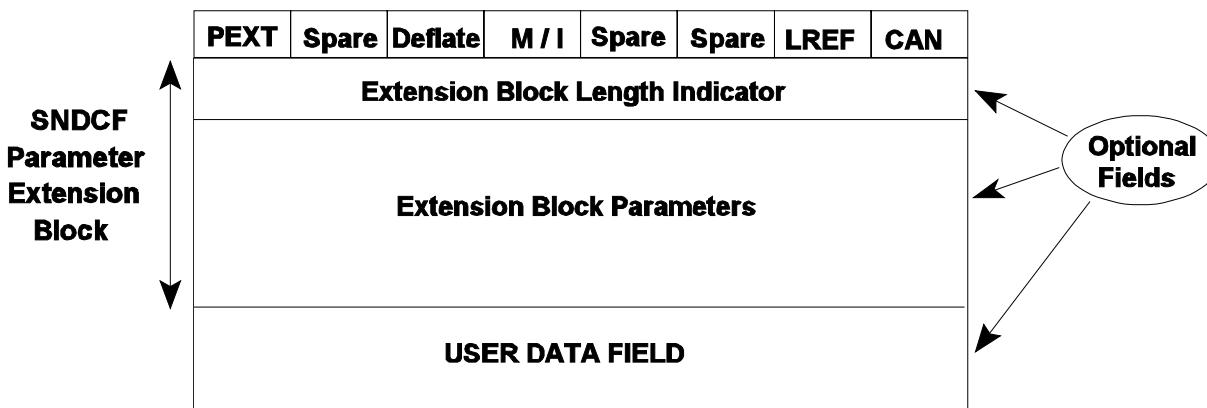 PEXT Spare Deflate M / I Spare Spare LREF CAN
Extension Block Length Indicator
SNDCF
Parameter
Extension
Block
Extension Block Parameters
Optional
Fields
USER DATA FIELD